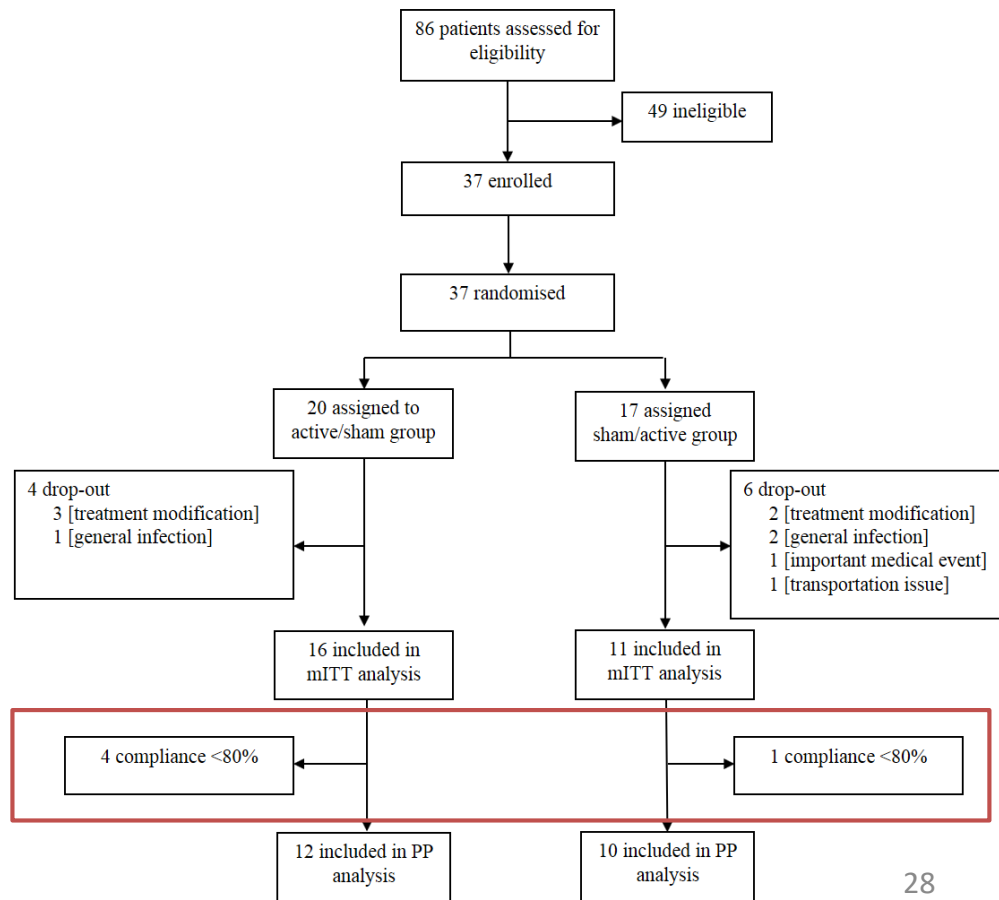 86 patients assessed for
eligibility
49 ineligible
37 enrolled
37 randomised
20 assigned to
active/sham group
17 assigned
sham/active group
4 drop-out
3 [treatment modification]
1 [general infection]
6 drop-out
2 [treatment modification]
2 [general infection]
1 [important medical event]
1 [transportation issue]
16 included in
mITT analysis
11 included in
mITT analysis
4 compliance <80%
1 compliance <80%
12 included in PP
analysis
10 included in PP
analysis
28